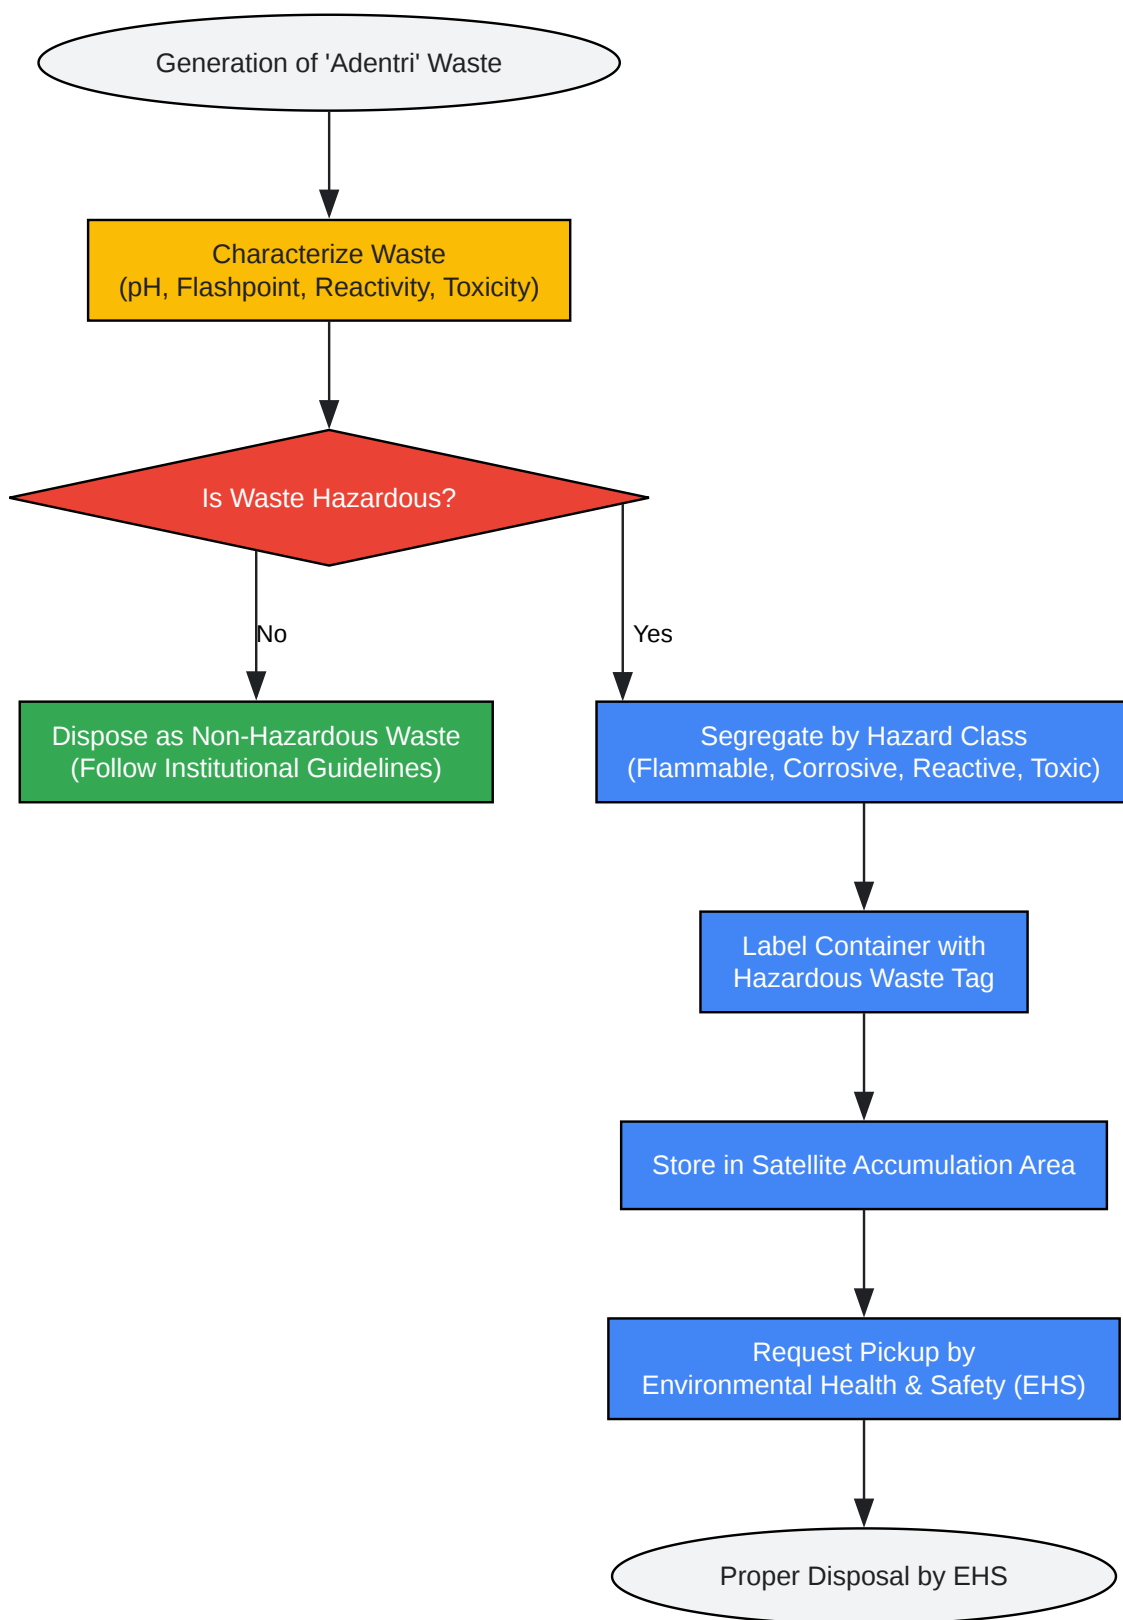 Generation of 'Adentri' Waste
Characterize Waste
(pH, Flashpoint, Reactivity, Toxicity)
Is Waste Hazardous?
No
Yes
Dispose as Non-Hazardous Waste
(Follow Institutional Guidelines)
Segregate by Hazard Class
(Flammable, Corrosive, Reactive, Toxic)
Label Container with
Hazardous Waste Tag
Store in Satellite Accumulation Area
Request Pickup by
Environmental Health & Safety (EHS)
Proper Disposal by EHS